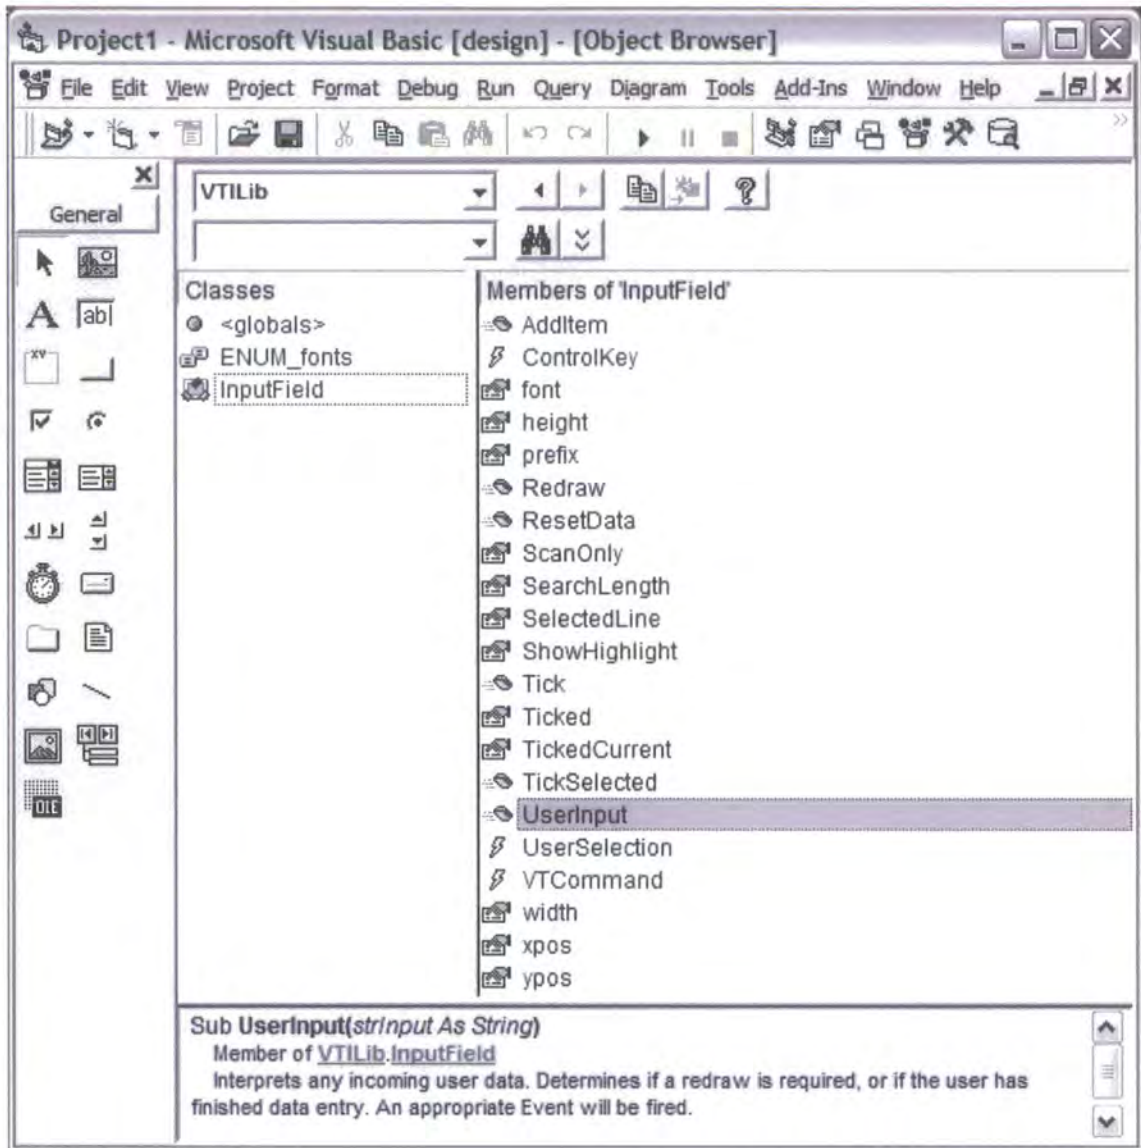 Project1 - Microsoft Visual Basic [design] - [Object Browser]
File Edit View Project Format Debug Run Query Diagram Tools Add-Ins Window Help
General
VTILib
A ab
xv
OLE
Classes
<globals>
ENUM_fonts
InputField
Members of 'InputField'
AddItem
ControlKey
font
height
prefix
Redraw
ResetData
ScanOnly
SearchLength
SelectedLine
ShowHighlight
Tick
Ticked
TickedCurrent
TickSelected
UserInput
UserSelection
VTCommand
width
xpos
ypos
Sub UserInput(strInput As String)
Member of VTILib.InputField
Interprets any incoming user data. Determines if a redraw is required, or if the user has
finished data entry. An appropriate Event will be fired.